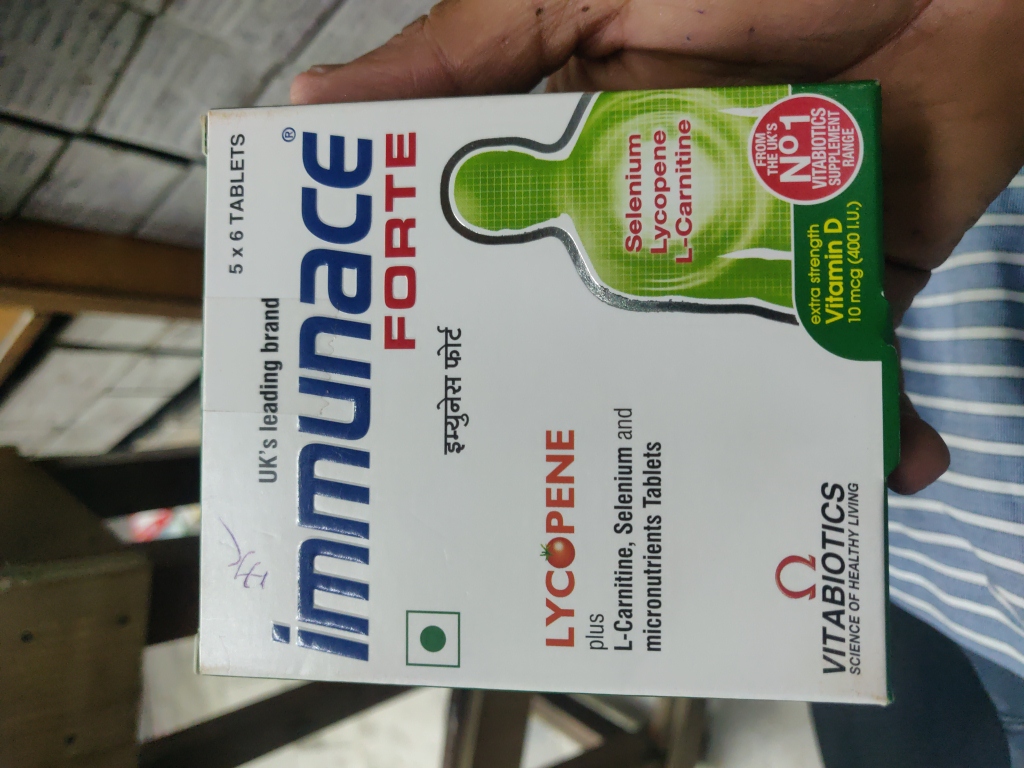 5 x 6 TABLETS
UK's leading brand
immunace®
FORTE
इम्युनेस फोर्ट
LYCOPENE
plus
L-Carnitine, Selenium and
micronutrients Tablets
Selenium
Lycopene
L-Carnitine
FROM
THE UK'S
No1
VITABIOTICS
SUPPLEMENT
RANGE
extra strength
Vitamin D
10 mcg (400 I.U.)
VITABIOTICS
SCIENCE OF HEALTHY LIVING